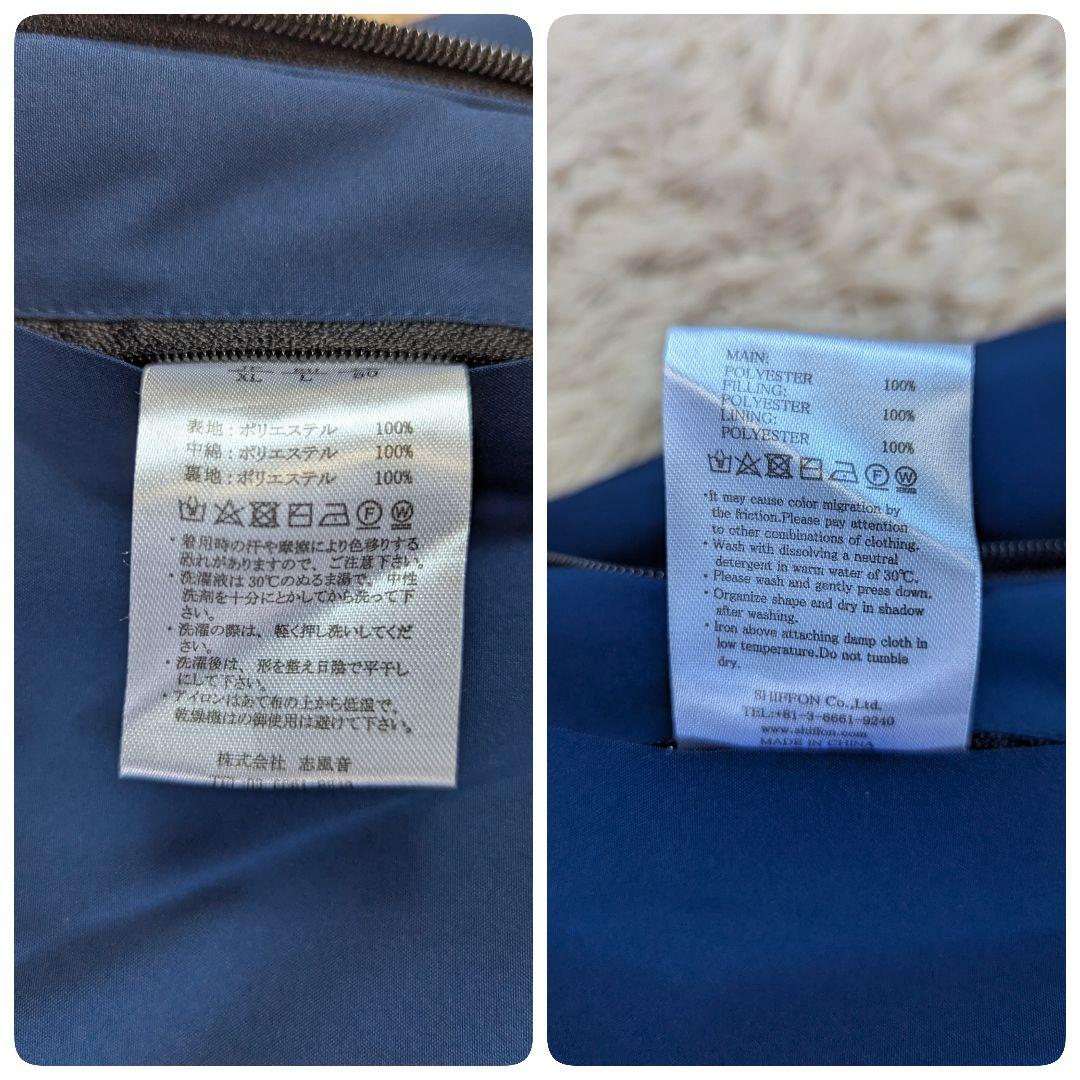 XL L
表地:ポリエステル 100%
中綿:ポリエステル 100%
裏地:ポリエステル 100%
・着用時の汗や摩擦により色移りする
恐れがありますので、ご注意下さい。
・洗濯液は30℃のぬるま湯で、中性
洗剤を十分にとかしてから洗って下
さい。
・洗濯の際は、軽く押し洗いしてくだ
さい。
・洗濯後は、形を整え日陰で平干し
にして下さい。
・アイロンはあて布の上から低温で、
乾燥機はの御使用は避けて下さい。
株式会社 志風音
MAIN:
POLYESTER 100%
FILLING:
POLYESTER 100%
LINING:
POLYESTER 100%
・It may cause color migration by
the friction.Please pay attention
to other combinations of clothing.
・Wash with dissolving a neutral
detergent in warm water of 30℃.
・Please wash and gently press down.
・Organize shape and dry in shadow
after washing.
・Iron above attaching damp cloth in
low temperature.Do not tumble
dry.
SHIFFON Co.,Ltd.
TEL:+81-3-6661-9240
www.shiffon.com
MADE IN CHINA